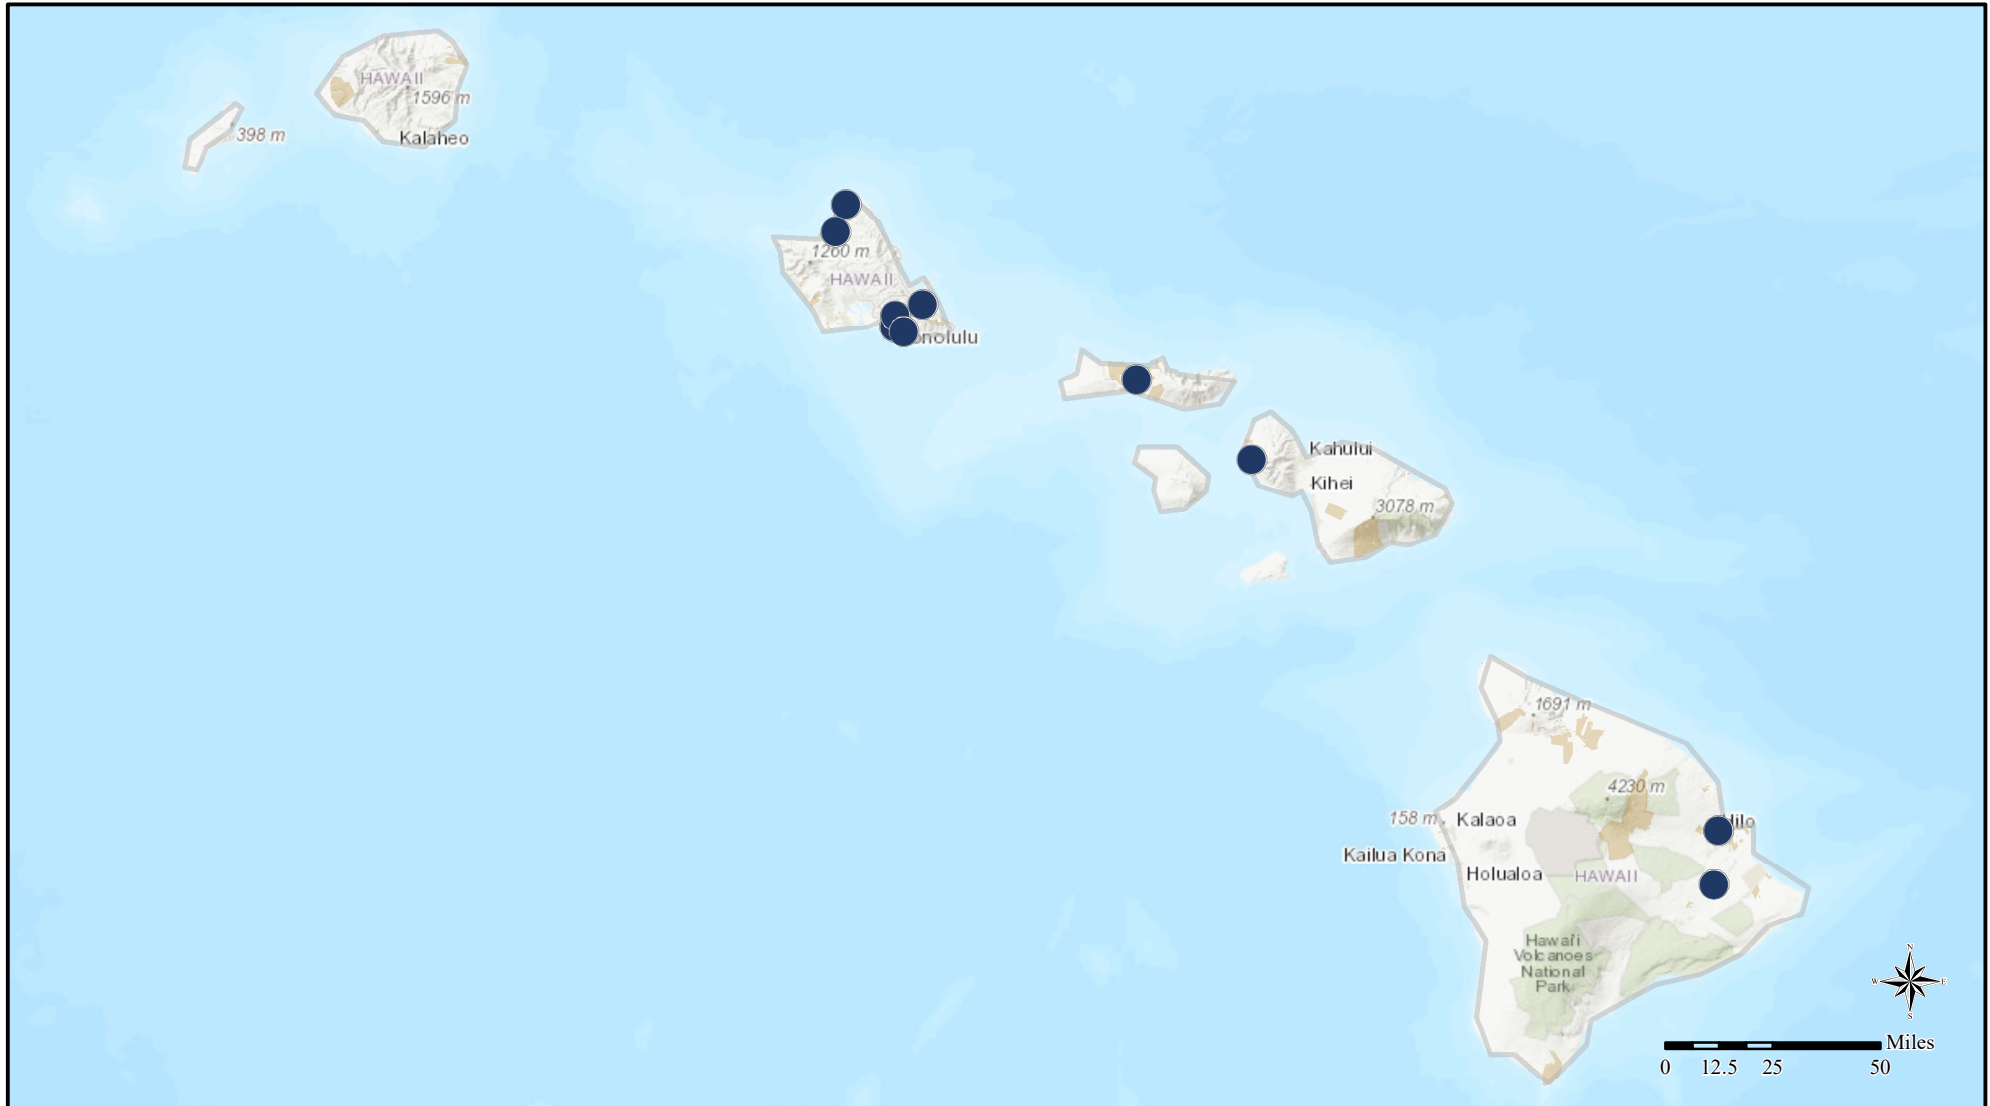 HAWAII
1596 m
398 m
Kalaheo
1260 m
HAWAII
onolulu
Kahului
Kihei
3078 m
1691 m
4230 m
158 m
Kalaoa
Hilo
Kailua Kona
Holualoa
HAWAII
Hawai'i
Volcanoes
National
Park
N
W
E
S
Miles
0 12.5 25 50